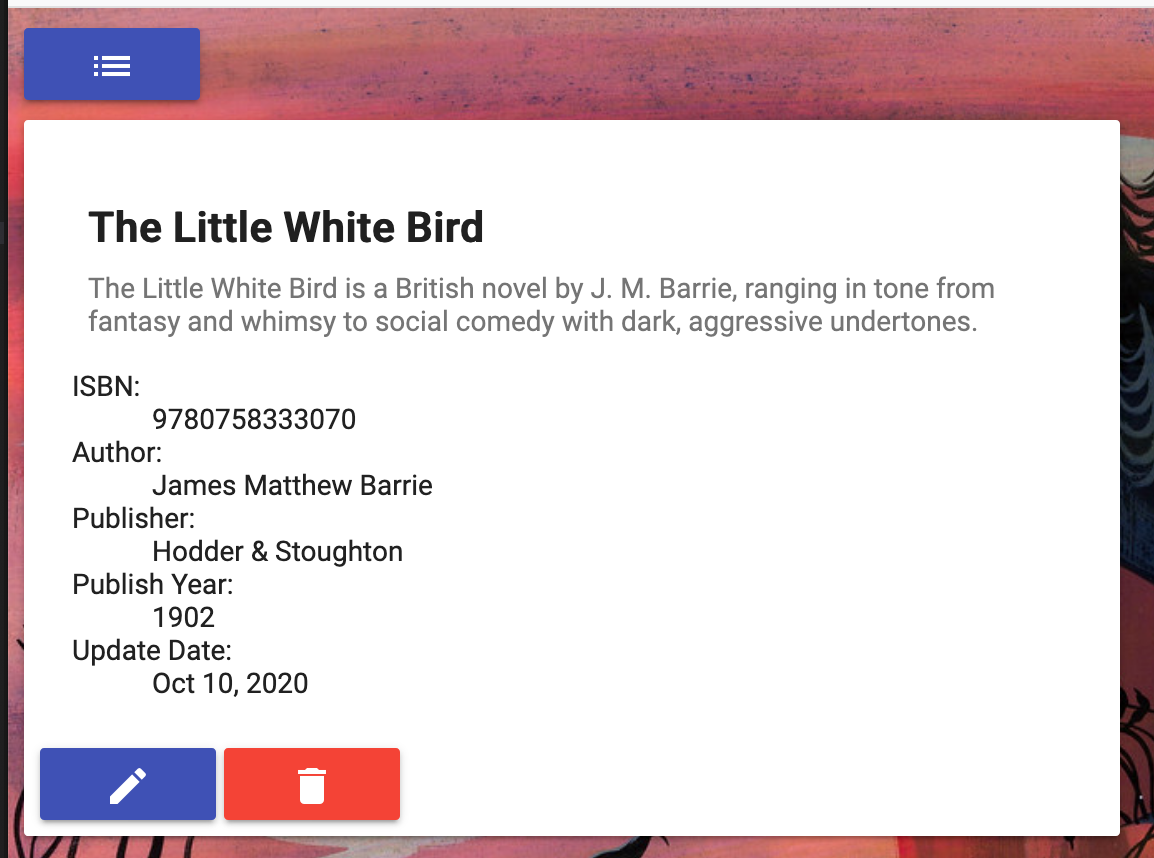 The Little White Bird
The Little White Bird is a British novel by J. M. Barrie, ranging in tone from
fantasy and whimsy to social comedy with dark, aggressive undertones.
ISBN:
9780758333070
Author:
James Matthew Barrie
Publisher:
Hodder & Stoughton
Publish Year:
1902
Update Date:
Oct 10, 2020